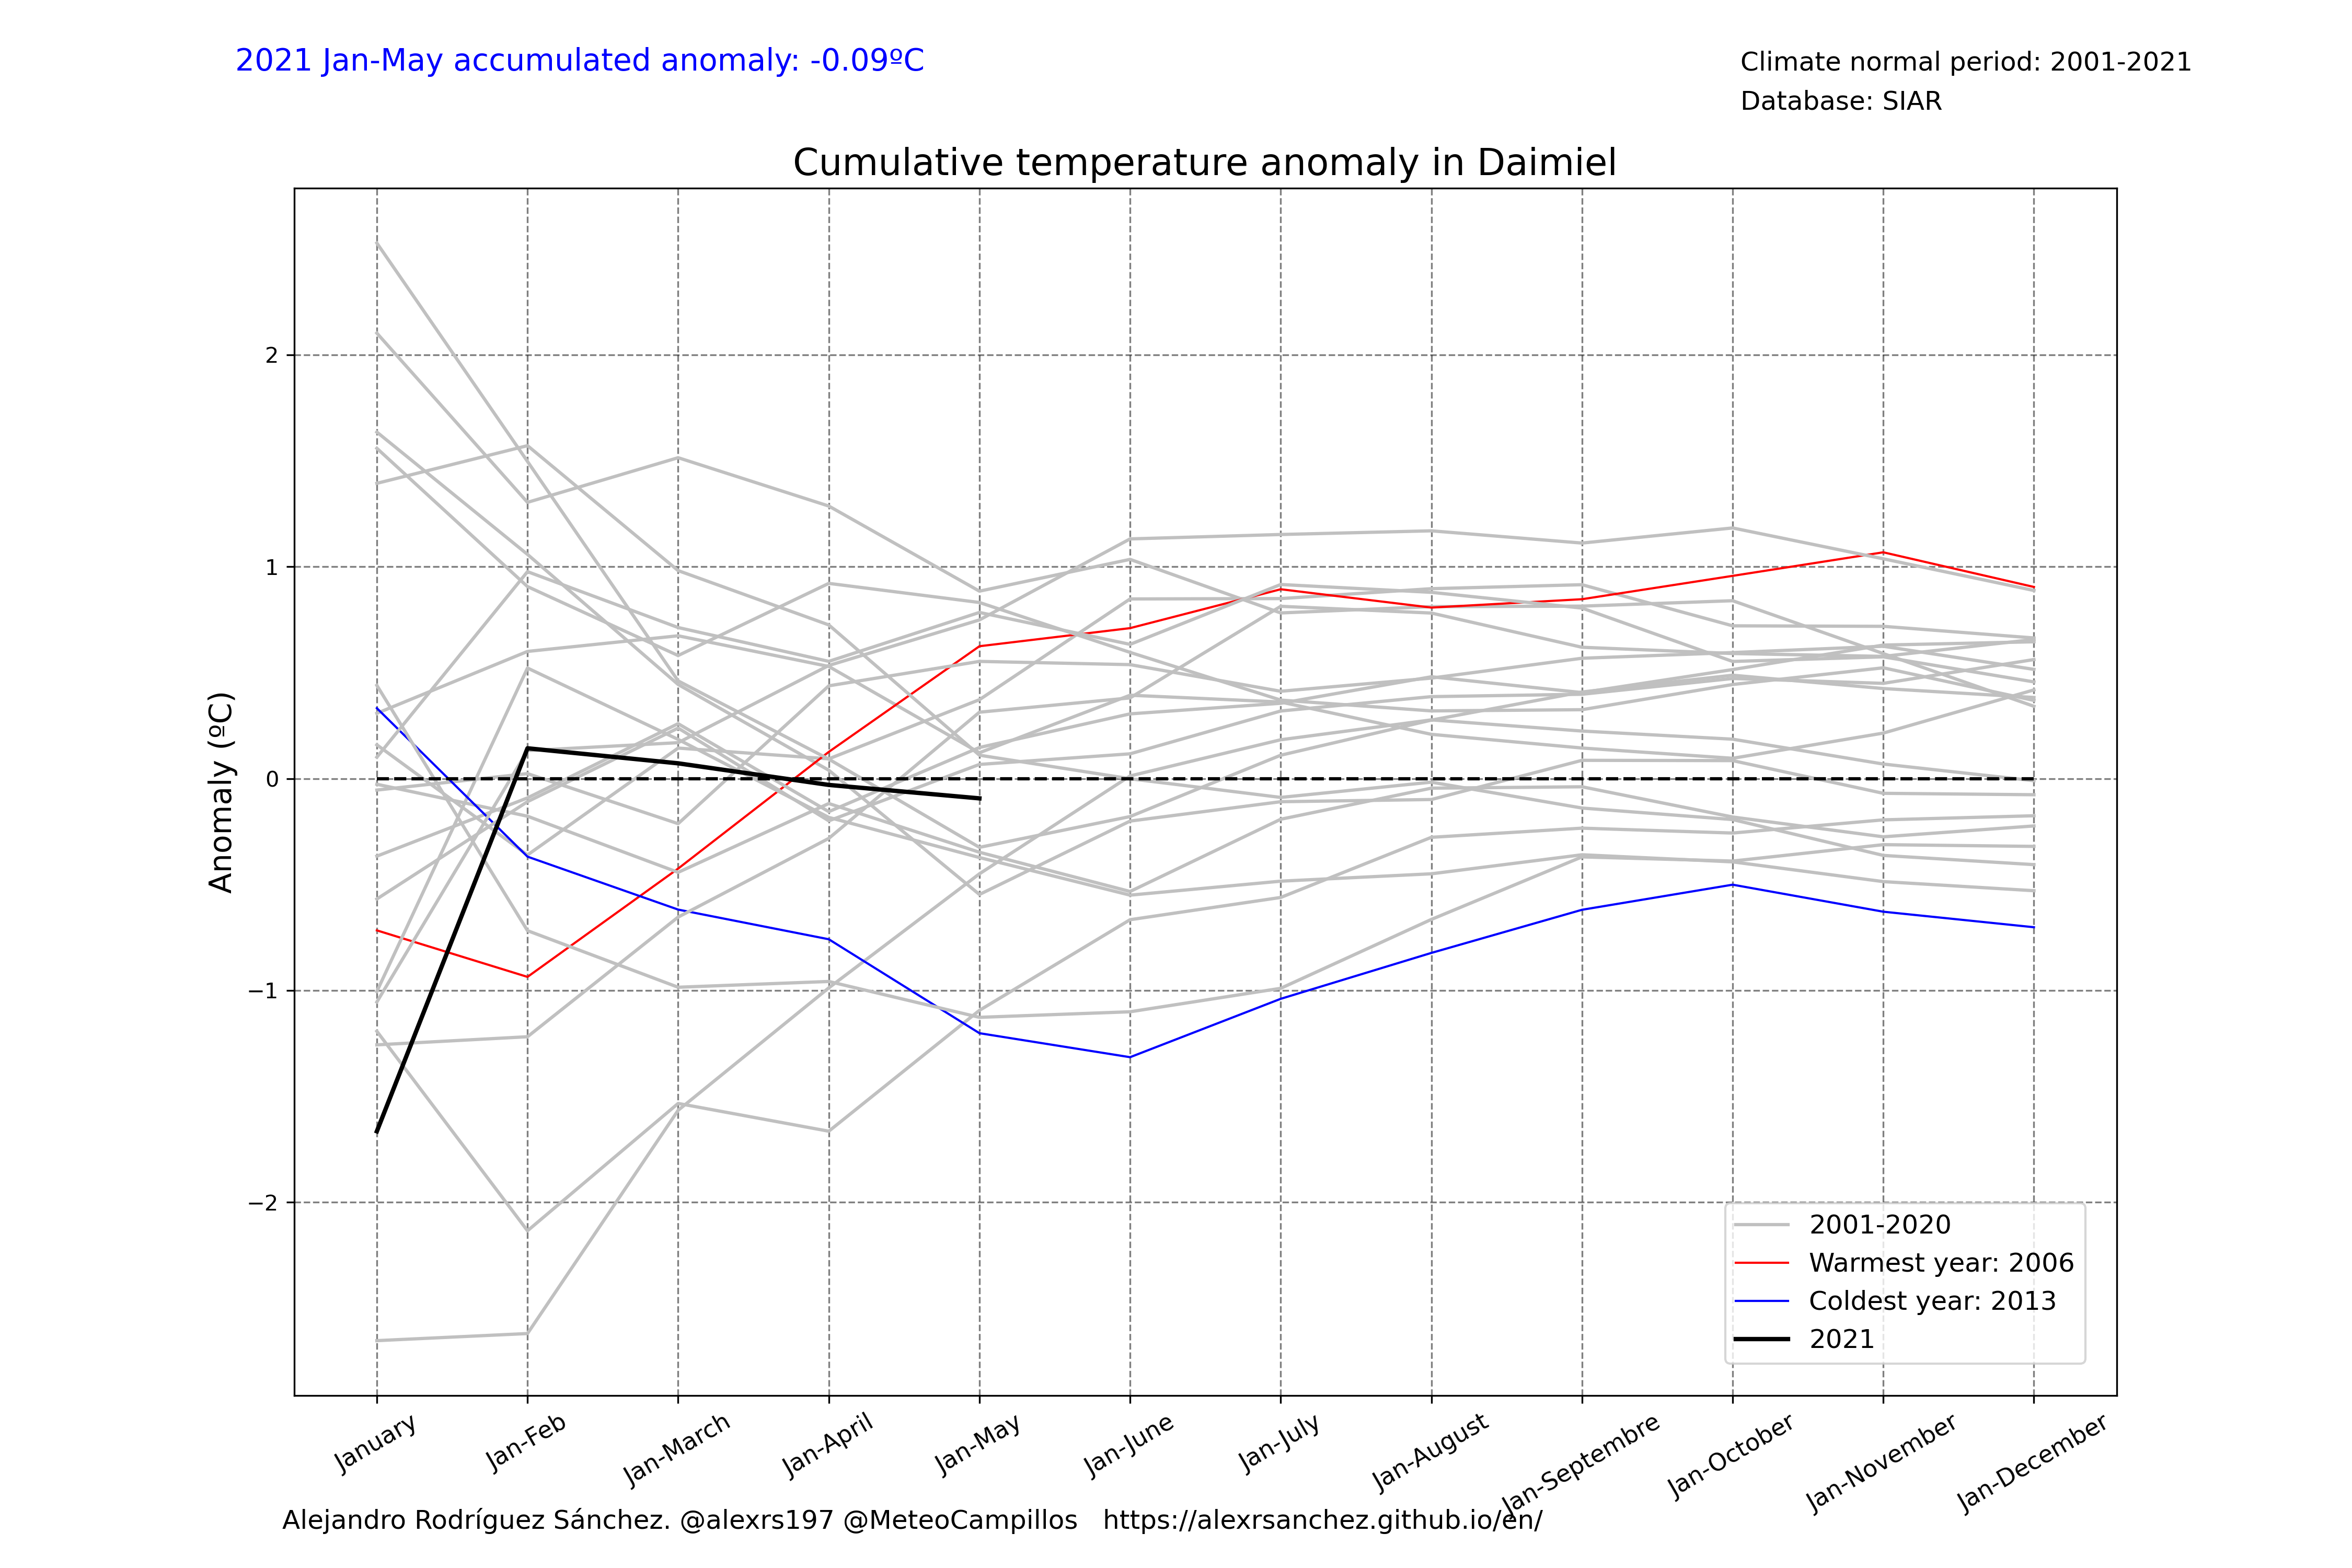 2021 Jan-May accumulated anomaly: -0.09ºC
Climate normal period: 2001-2021
Database: SIAR
Cumulative temperature anomaly in Daimiel
Anomaly (ºC)
2
1
0
−1
−2
2001-2020
Warmest year: 2006
Coldest year: 2013
2021
January
Jan-Feb
Jan-March
Jan-April
Jan-May
Jan-June
Jan-July
Jan-August
Jan-Septembre
Jan-October
Jan-November
Jan-December
Alejandro Rodríguez Sánchez. @alexrs197 @MeteoCampillos https://alexrsanchez.github.io/en/